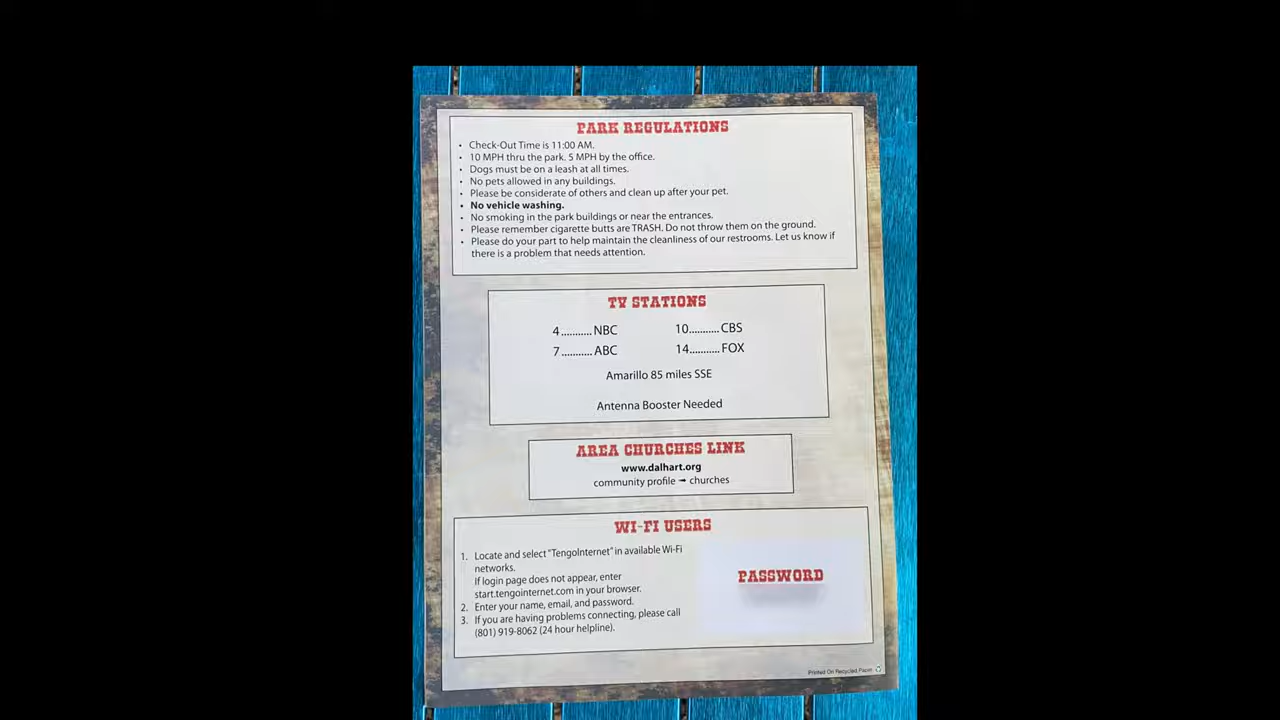 PARK REGULATIONS
• Check-Out Time is 11:00 AM.
• 10 MPH thru the park. 5 MPH by the office.
• Dogs must be on a leash at all times.
• No pets allowed in any buildings.
• Please be considerate of others and clean up after your pet.
• No vehicle washing.
• No smoking in the park buildings or near the entrances.
• Please remember cigarette butts are TRASH. Do not throw them on the ground.
• Please do your part to help maintain the cleanliness of our restrooms. Let us know if
there is a problem that needs attention.
TV STATIONS
4..........NBC 10..........CBS
7..........ABC 14..........FOX
Amarillo 85 miles SSE
Antenna Booster Needed
AREA CHURCHES LINK
www.dalhart.org
community profile → churches
WI-FI USERS
1. Locate and select "TengoInternet" in available Wi-Fi
networks.
If login page does not appear, enter
start.tengointernet.com in your browser.
2. Enter your name, email, and password.
3. If you are having problems connecting, please call
(801) 919-8062 (24 hour helpline).
PASSWORD
Printed On Recycled Paper